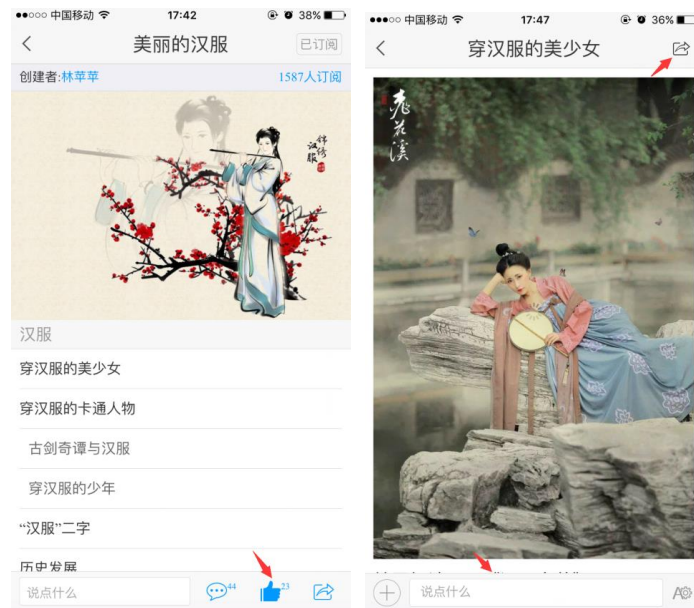 中国移动 17:42 38%
美丽的汉服 已订阅
创建者:林苹苹 1587人订阅
锦绣
汉服
汉服
穿汉服的美少女
穿汉服的卡通人物
古剑奇谭与汉服
穿汉服的少年
“汉服”二字
历史发展
说点什么 44 23
中国移动 17:47 36%
穿汉服的美少女
说点什么 A